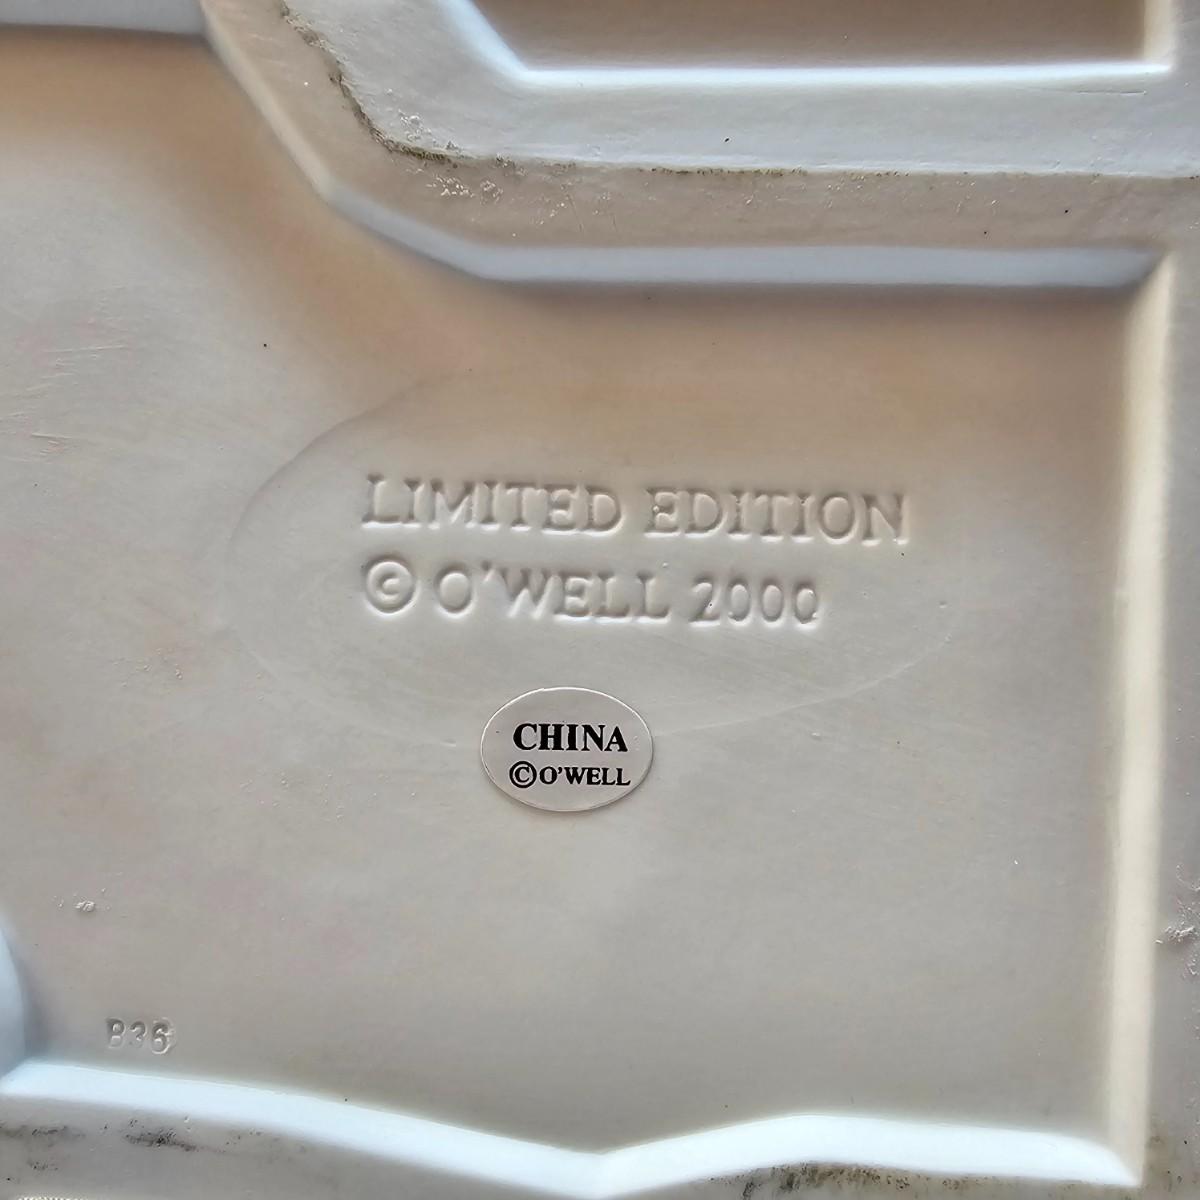 LIMITED EDITION
© O'WELL 2000
CHINA
©O'WELL
B36